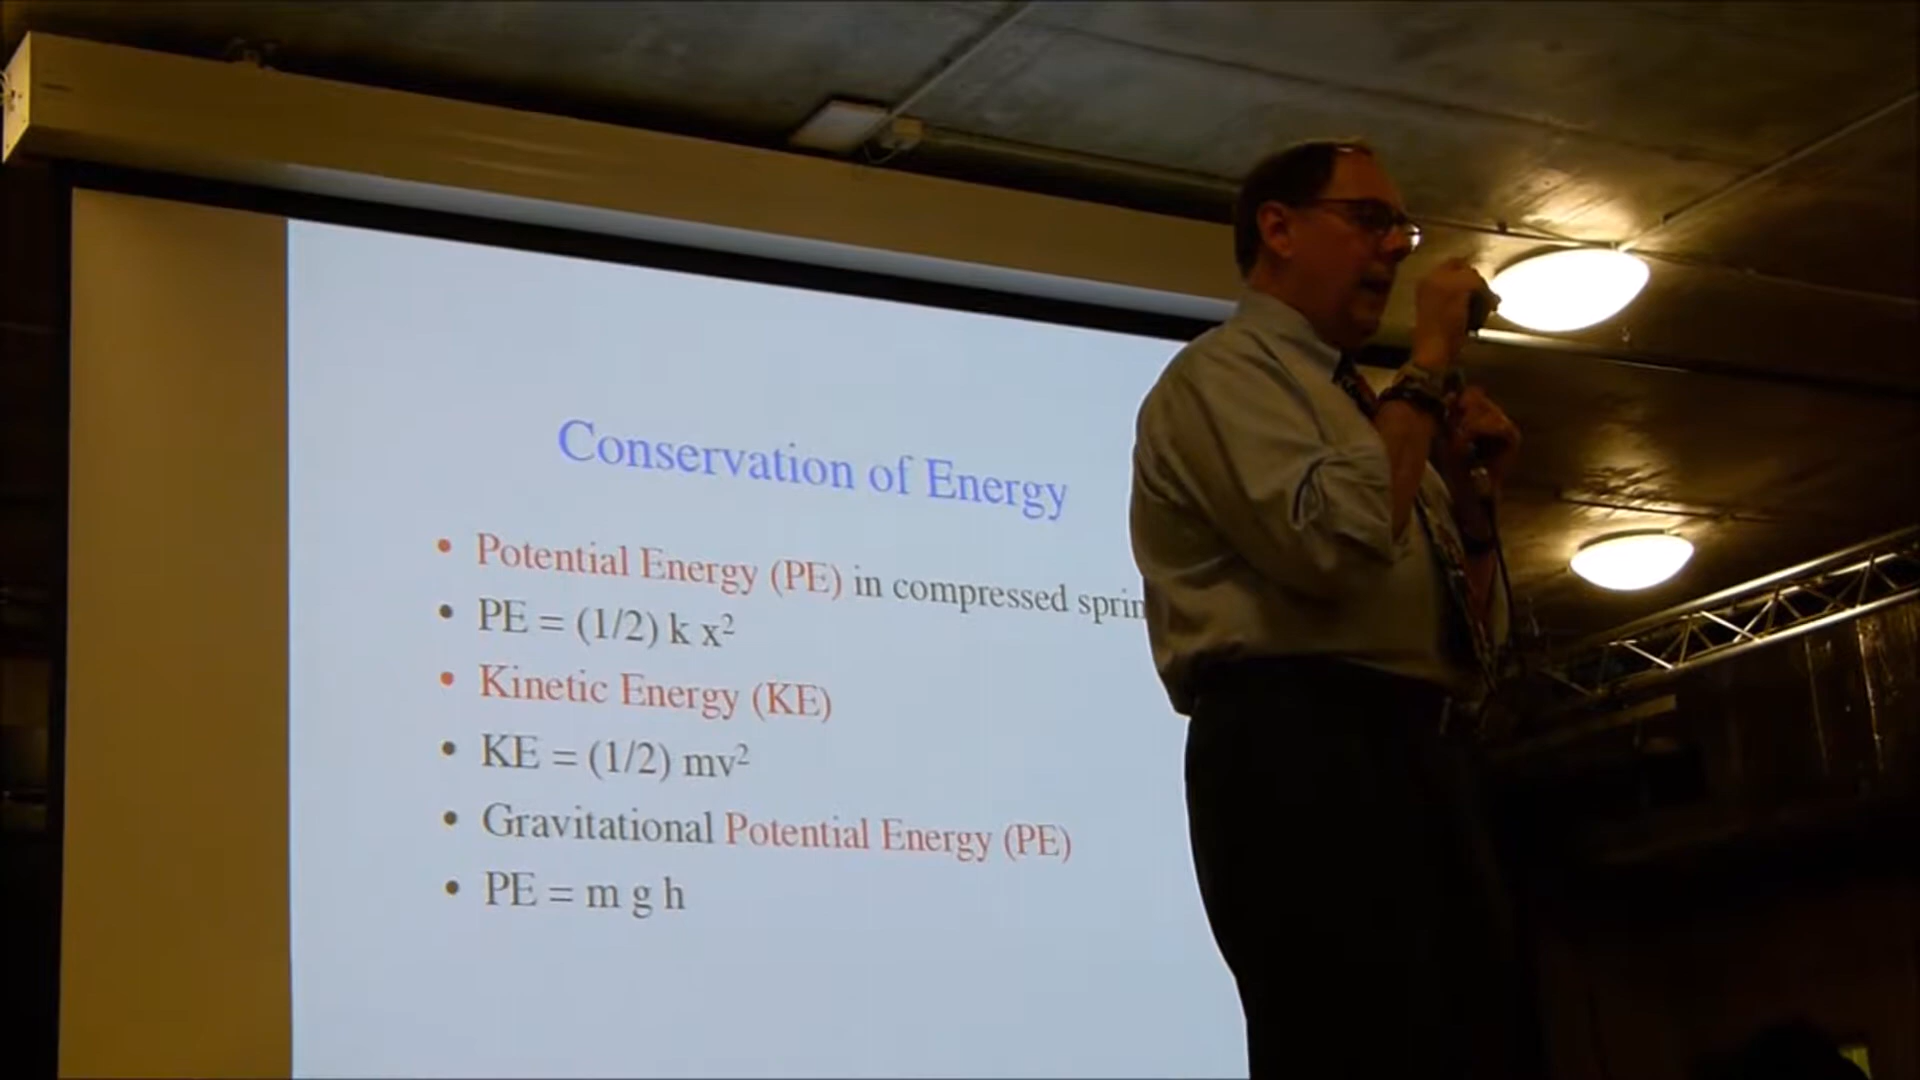 Conservation of Energy
• Potential Energy (PE) in compressed sprin
• PE = (1/2) k x²
• Kinetic Energy (KE)
• KE = (1/2) mv²
• Gravitational Potential Energy (PE)
• PE = m g h